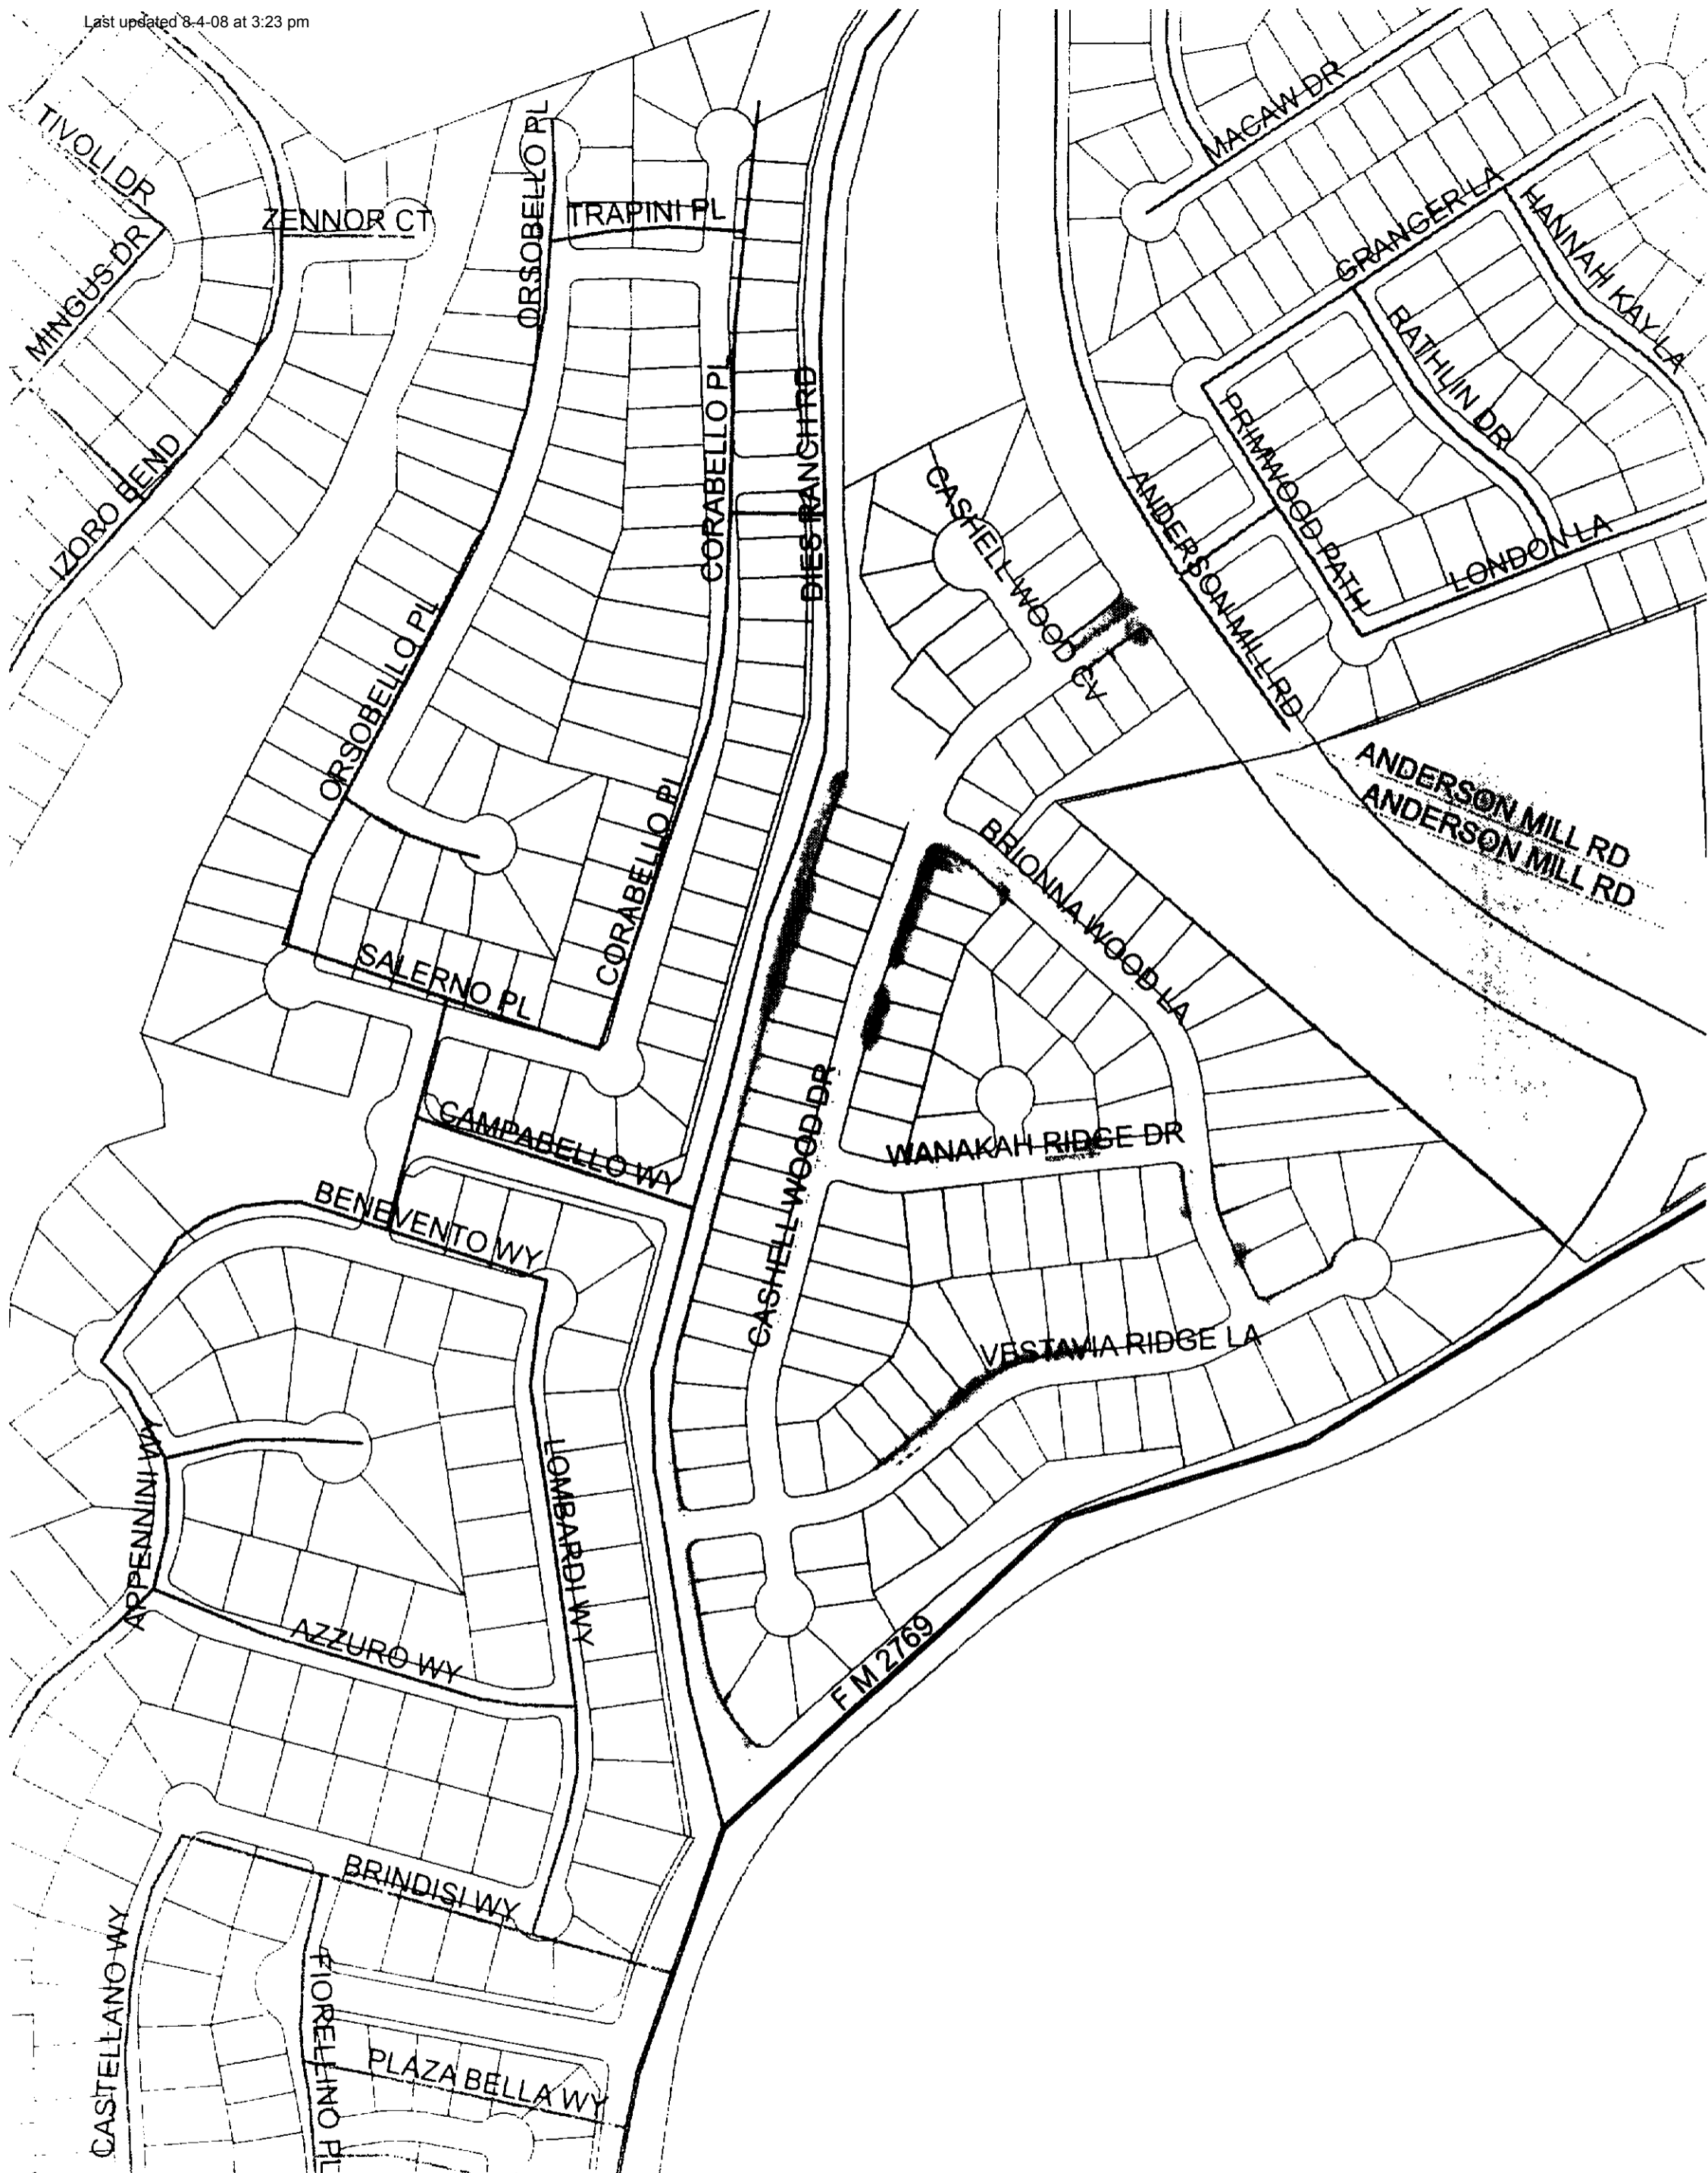 Last updated 8-4-08 at 3:23 pm
MACAW DR
TIVOLI DR
ORSOBELLO PL
TRAPINI PL
ZENNOR CT
MINGUS DR
GRANGER LA
HANNAH KAY LA
RATHLIN DR
CORABELLO PL
DIES RANCH RD
PRIMWOOD PATH
IZORO BEND
CASHELL WOOD CV
ANDERSON MILL RD
LONDON LA
ORSOBELLO PL
ANDERSON MILL RD
ANDERSON MILL RD
CORABELLO PL
BRIONNA WOOD LA
SALERNO PL
CASHELL WOOD DR
CAMPABELLO WY
WANAKAH RIDGE DR
BENEVENTO WY
VESTAVIA RIDGE LA
APPENNINI WY
LOMBARDI WY
AZZURO WY
F M 2769
BRINDISI WY
CASTELLANO WY
FIORELLINO PL
PLAZA BELLA WY